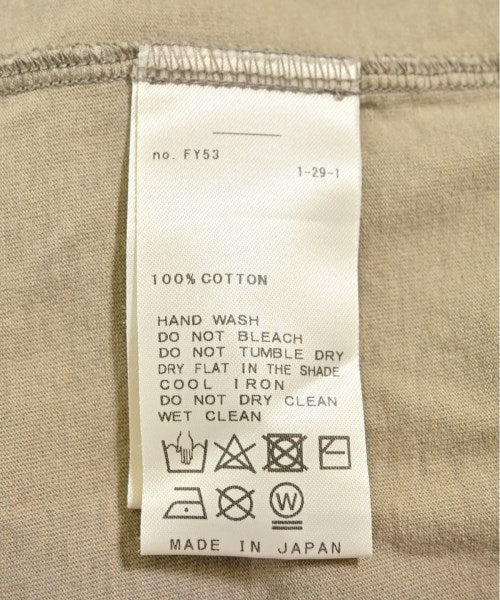 no. FY53
1-29-1
100% COTTON
HAND WASH
DO NOT BLEACH
DO NOT TUMBLE DRY
DRY FLAT IN THE SHADE
COOL IRON
DO NOT DRY CLEAN
WET CLEAN
W
MADE IN JAPAN